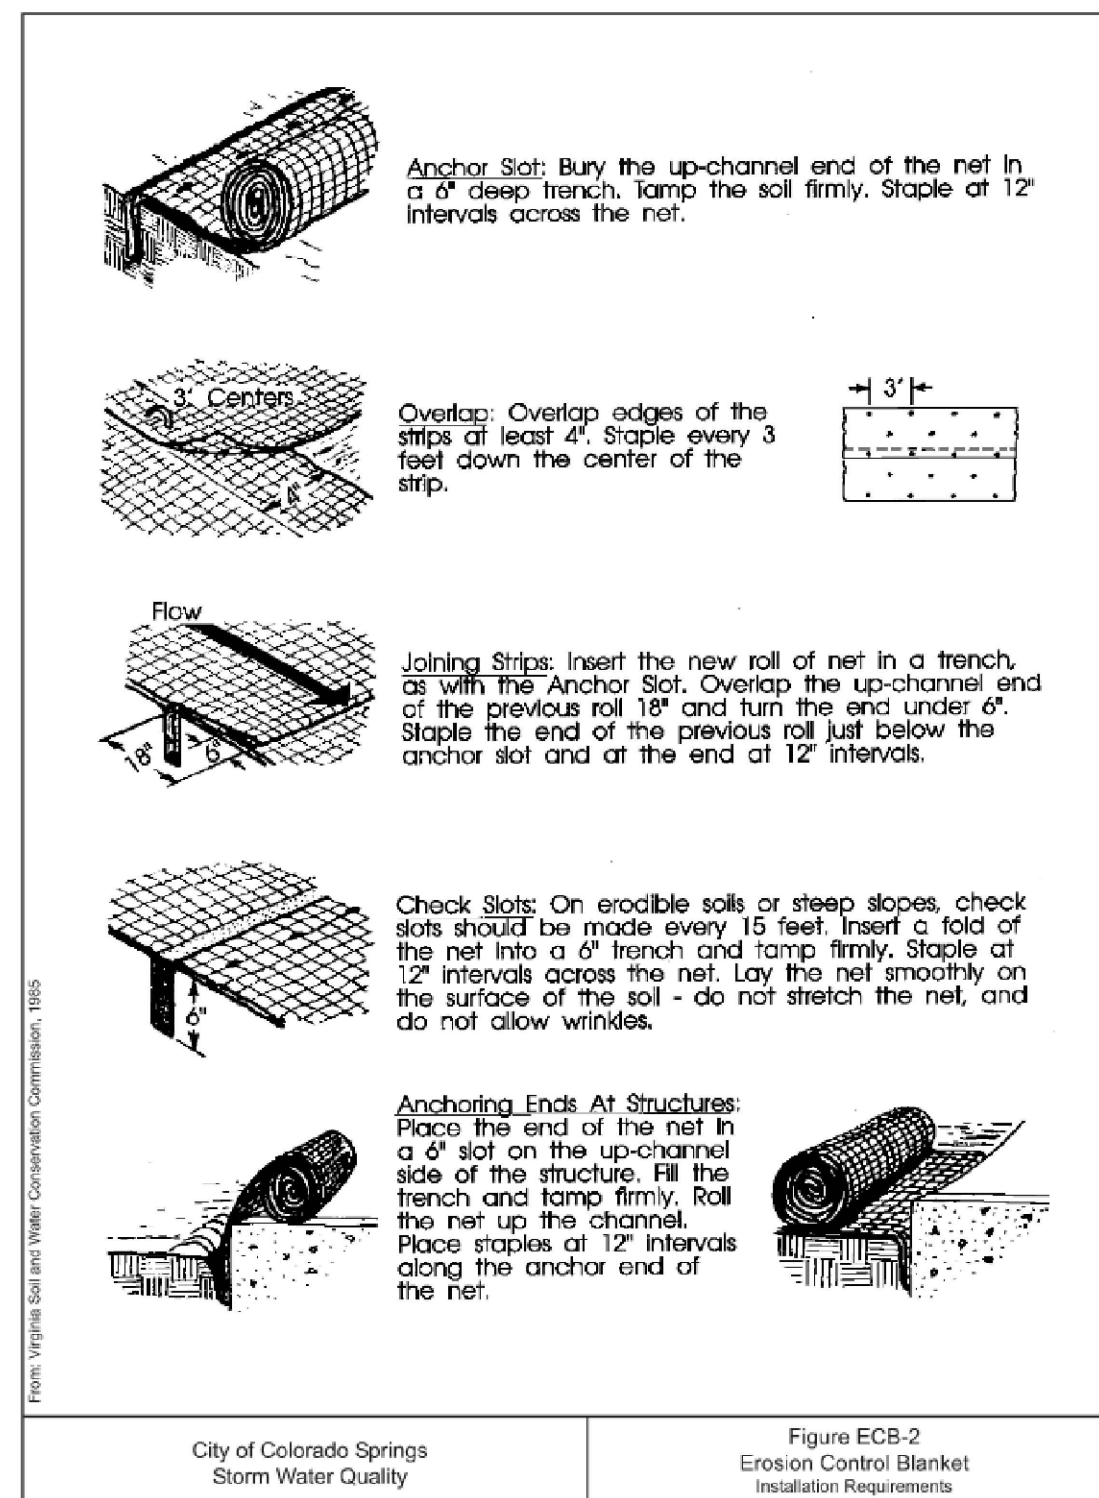 Anchor Slot: Bury the up-channel end of the net in
a 6" deep trench. Tamp the soil firmly. Staple at 12"
intervals across the net.
3' Centers
4"
Overlap: Overlap edges of the
strips at least 4". Staple every 3
feet down the center of the
strip.
3'
Flow
18"
6"
Joining Strips: Insert the new roll of net in a trench,
as with the Anchor Slot. Overlap the up-channel end
of the previous roll 18" and turn the end under 6".
Staple the end of the previous roll just below the
anchor slot and at the end at 12" intervals.
6"
Check Slots: On erodible soils or steep slopes, check
slots should be made every 15 feet. Insert a fold of
the net into a 6" trench and tamp firmly. Staple at
12" intervals across the net. Lay the net smoothly on
the surface of the soil - do not stretch the net, and
do not allow wrinkles.
Anchoring Ends At Structures:
Place the end of the net in
a 6" slot on the up-channel
side of the structure. Fill the
trench and tamp firmly. Roll
the net up the channel.
Place staples at 12" intervals
along the anchor end of
the net.
From: Virginia Soil and Water Conservation Commission, 1985
City of Colorado Springs
Storm Water Quality
Figure ECB-2
Erosion Control Blanket
Installation Requirements